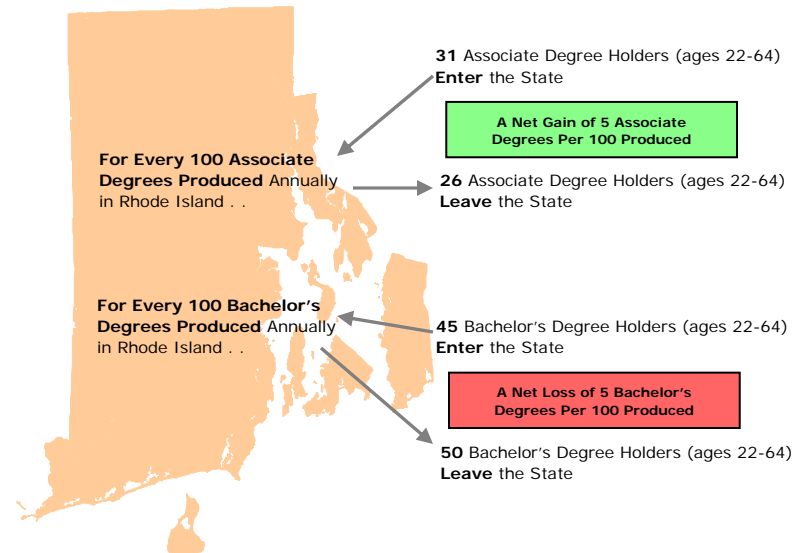 31 Associate Degree Holders (ages 22-64)
Enter the State
A Net Gain of 5 Associate
Degrees Per 100 Produced
For Every 100 Associate
Degrees Produced Annually
in Rhode Island . .
26 Associate Degree Holders (ages 22-64)
Leave the State
For Every 100 Bachelor's
Degrees Produced Annually
in Rhode Island . .
45 Bachelor's Degree Holders (ages 22-64)
Enter the State
A Net Loss of 5 Bachelor's
Degrees Per 100 Produced
50 Bachelor's Degree Holders (ages 22-64)
Leave the State